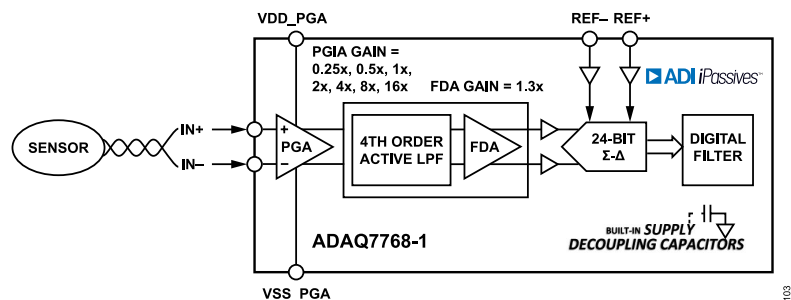 VDD_PGA
REF– REF+
PGIA GAIN =
0.25x, 0.5x, 1x,
2x, 4x, 8x, 16x
FDA GAIN = 1.3x
ADI iPassives™
SENSOR
IN+
IN–
+
–
PGA
4TH ORDER
ACTIVE LPF
FDA
24-BIT
Σ-Δ
DIGITAL
FILTER
ADAQ7768-1
BUILT-IN SUPPLY
DECOUPLING CAPACITORS
VSS_PGA
103